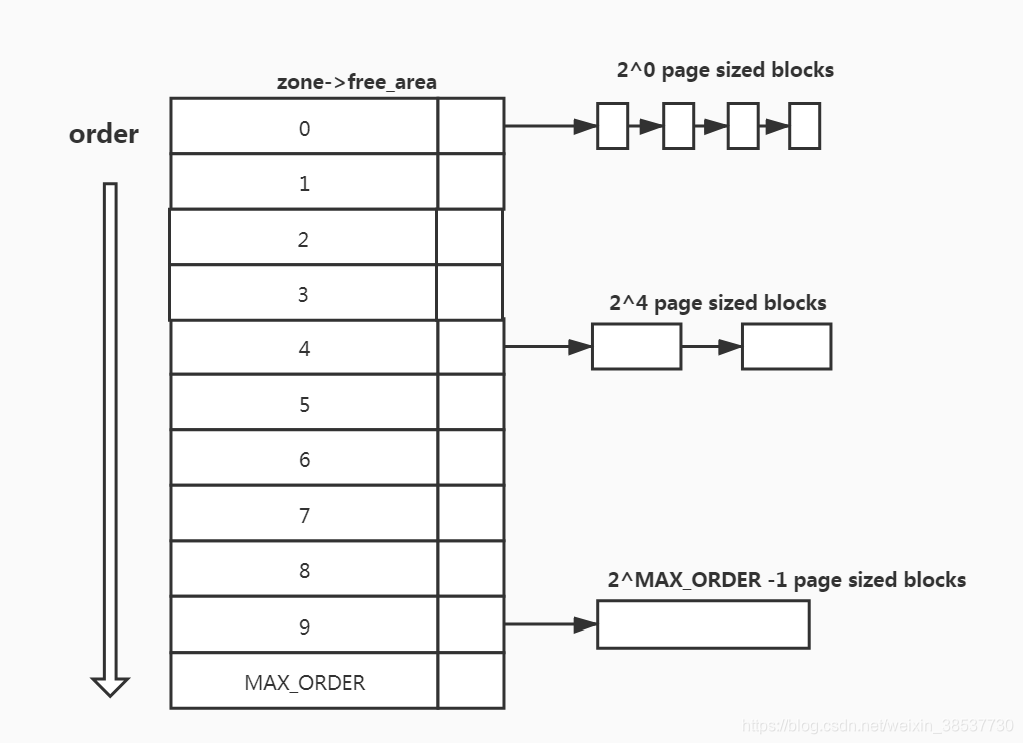 zone->free_area
2^0 page sized blocks
order
0
1
2
3
2^4 page sized blocks
4
5
6
7
8
2^MAX_ORDER -1 page sized blocks
9
MAX_ORDER
https://blog.csdn.net/weixin_38537730